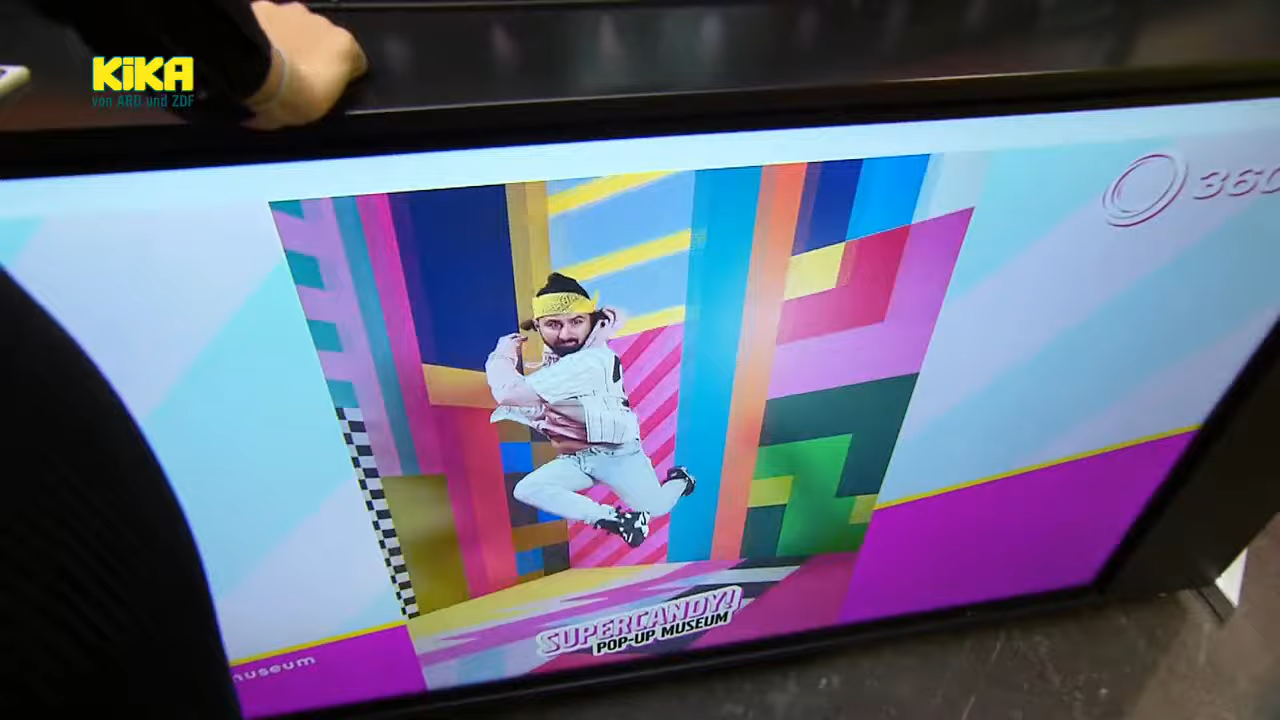 KiKA
von ARD und ZDF
360
SUPERCANDY!
POP-UP MUSEUM
museum